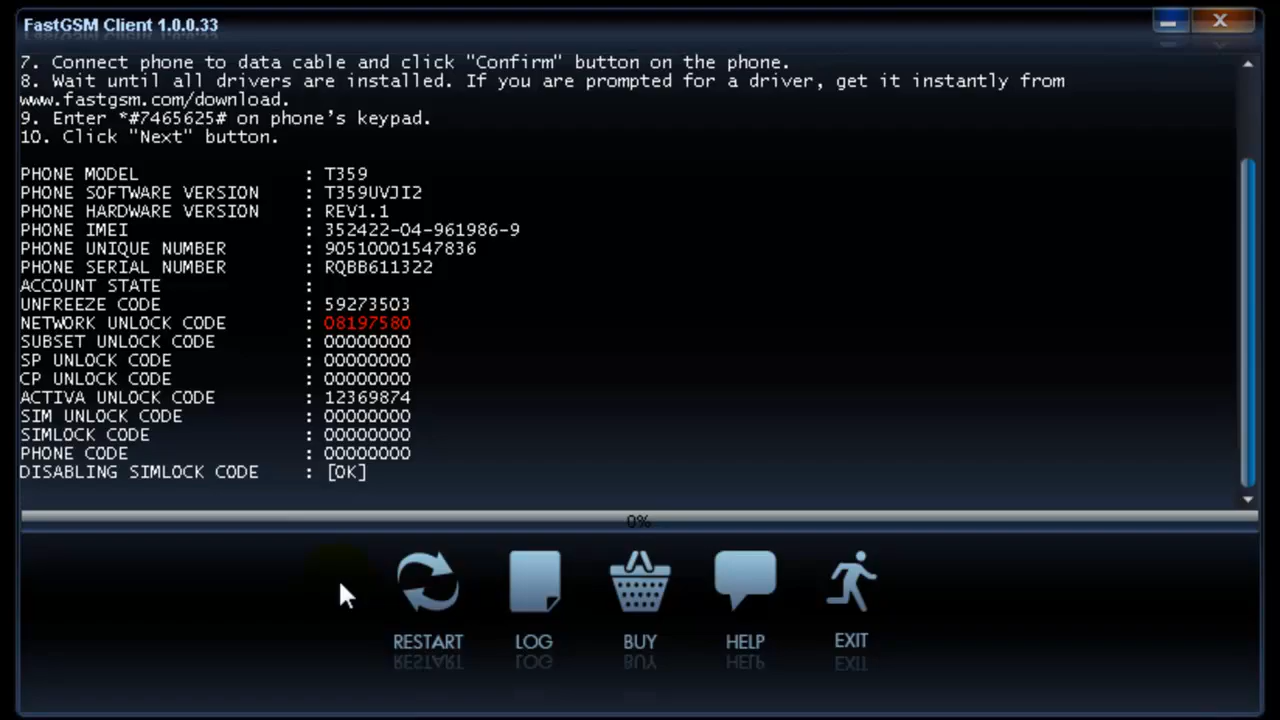 FastGSM Client 1.0.0.33
7. Connect phone to data cable and click "Confirm" button on the phone.
8. Wait until all drivers are installed. If you are prompted for a driver, get it instantly from
www.fastgsm.com/download.
9. Enter *#7465625# on phone's keypad.
10. Click "Next" button.
PHONE MODEL : T359
PHONE SOFTWARE VERSION : T359UVJI2
PHONE HARDWARE VERSION : REV1.1
PHONE IMEI : 352422-04-961986-9
PHONE UNIQUE NUMBER : 90510001547836
PHONE SERIAL NUMBER : RQBB611322
ACCOUNT STATE :
UNFREEZE CODE : 59273503
NETWORK UNLOCK CODE : 08197580
SUBSET UNLOCK CODE : 00000000
SP UNLOCK CODE : 00000000
CP UNLOCK CODE : 00000000
ACTIVA UNLOCK CODE : 12369874
SIM UNLOCK CODE : 00000000
SIMLOCK CODE : 00000000
PHONE CODE : 00000000
DISABLING SIMLOCK CODE : [OK]
0%
RESTART LOG BUY HELP EXIT